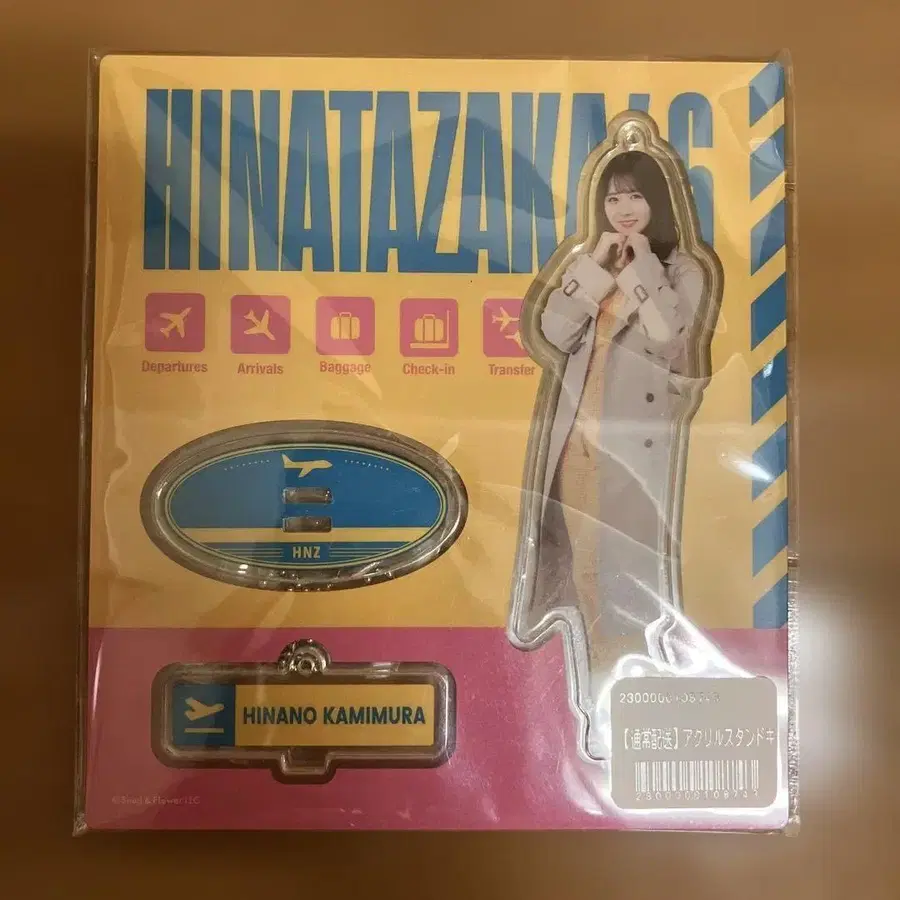 HINATAZAKA46
Departures
Arrivals
Baggage
Check-in
Transfer
HNZ
HINANO KAMIMURA
【通常配送】アクリルスタンドキ